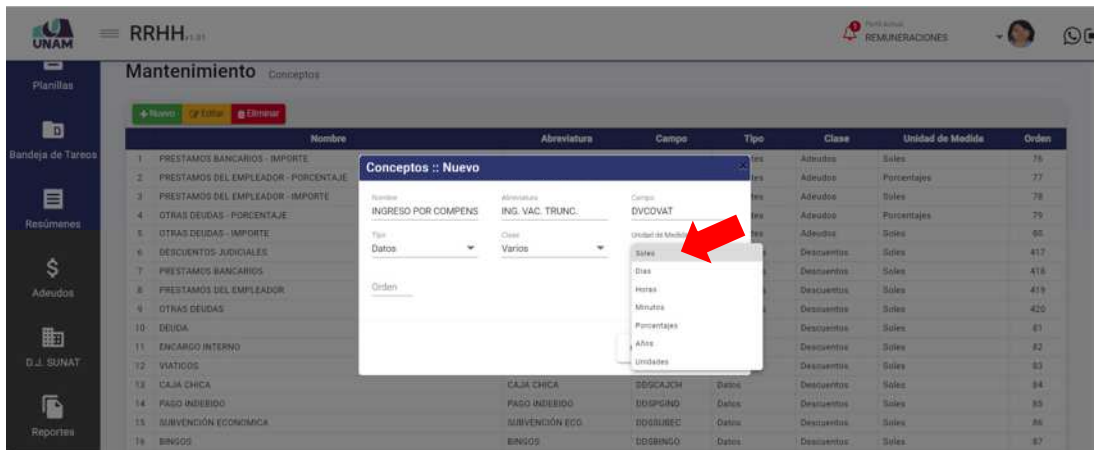 UNAM
RRHH v1.01
1
Perfil Actual
REMUNERACIONES
Planillas
Bandeja de Tareos
Resúmenes
Adeudos
D.J. SUNAT
Reportes
Mantenimiento Conceptos
+Nuevo Editar Eliminar
Nombre Abreviatura Campo Tipo Clase Unidad de Medida Orden
1 PRESTAMOS BANCARIOS - IMPORTE Adeudos Soles 76
2 PRESTAMOS DEL EMPLEADOR - PORCENTAJE Adeudos Porcentajes 77
3 PRESTAMOS DEL EMPLEADOR - IMPORTE Adeudos Soles 78
4 OTRAS DEUDAS - PORCENTAJE Adeudos Porcentajes 79
5 OTRAS DEUDAS - IMPORTE Adeudos Soles 80
6 DESCUENTOS JUDICIALES Descuentos Soles 417
7 PRESTAMOS BANCARIOS Descuentos Soles 418
8 PRESTAMOS DEL EMPLEADOR Descuentos Soles 419
9 OTRAS DEUDAS Descuentos Soles 420
10 DEUDA Descuentos Soles 81
11 ENCARGO INTERNO Descuentos Soles 82
12 VIATICOS Descuentos Soles 83
13 CAJA CHICA CAJA CHICA DDSCAJCH Datos Descuentos Soles 84
14 PAGO INDEBIDO PAGO INDEBIDO DDSPGIND Datos Descuentos Soles 85
15 SUBVENCIÓN ECONOMICA SUBVENCIÓN ECO. DDSSUBEC Datos Descuentos Soles 86
16 BINGOS BINGOS DDSBINGO Datos Descuentos Soles 87
Conceptos :: Nuevo
Nombre Abreviatura Campo
INGRESO POR COMPENS ING. VAC. TRUNC. DVCOVAT
Tipo Clase Unidad de Medida
Datos Varios
Orden
Soles
Dias
Horas
Minutos
Porcentajes
Años
Unidades